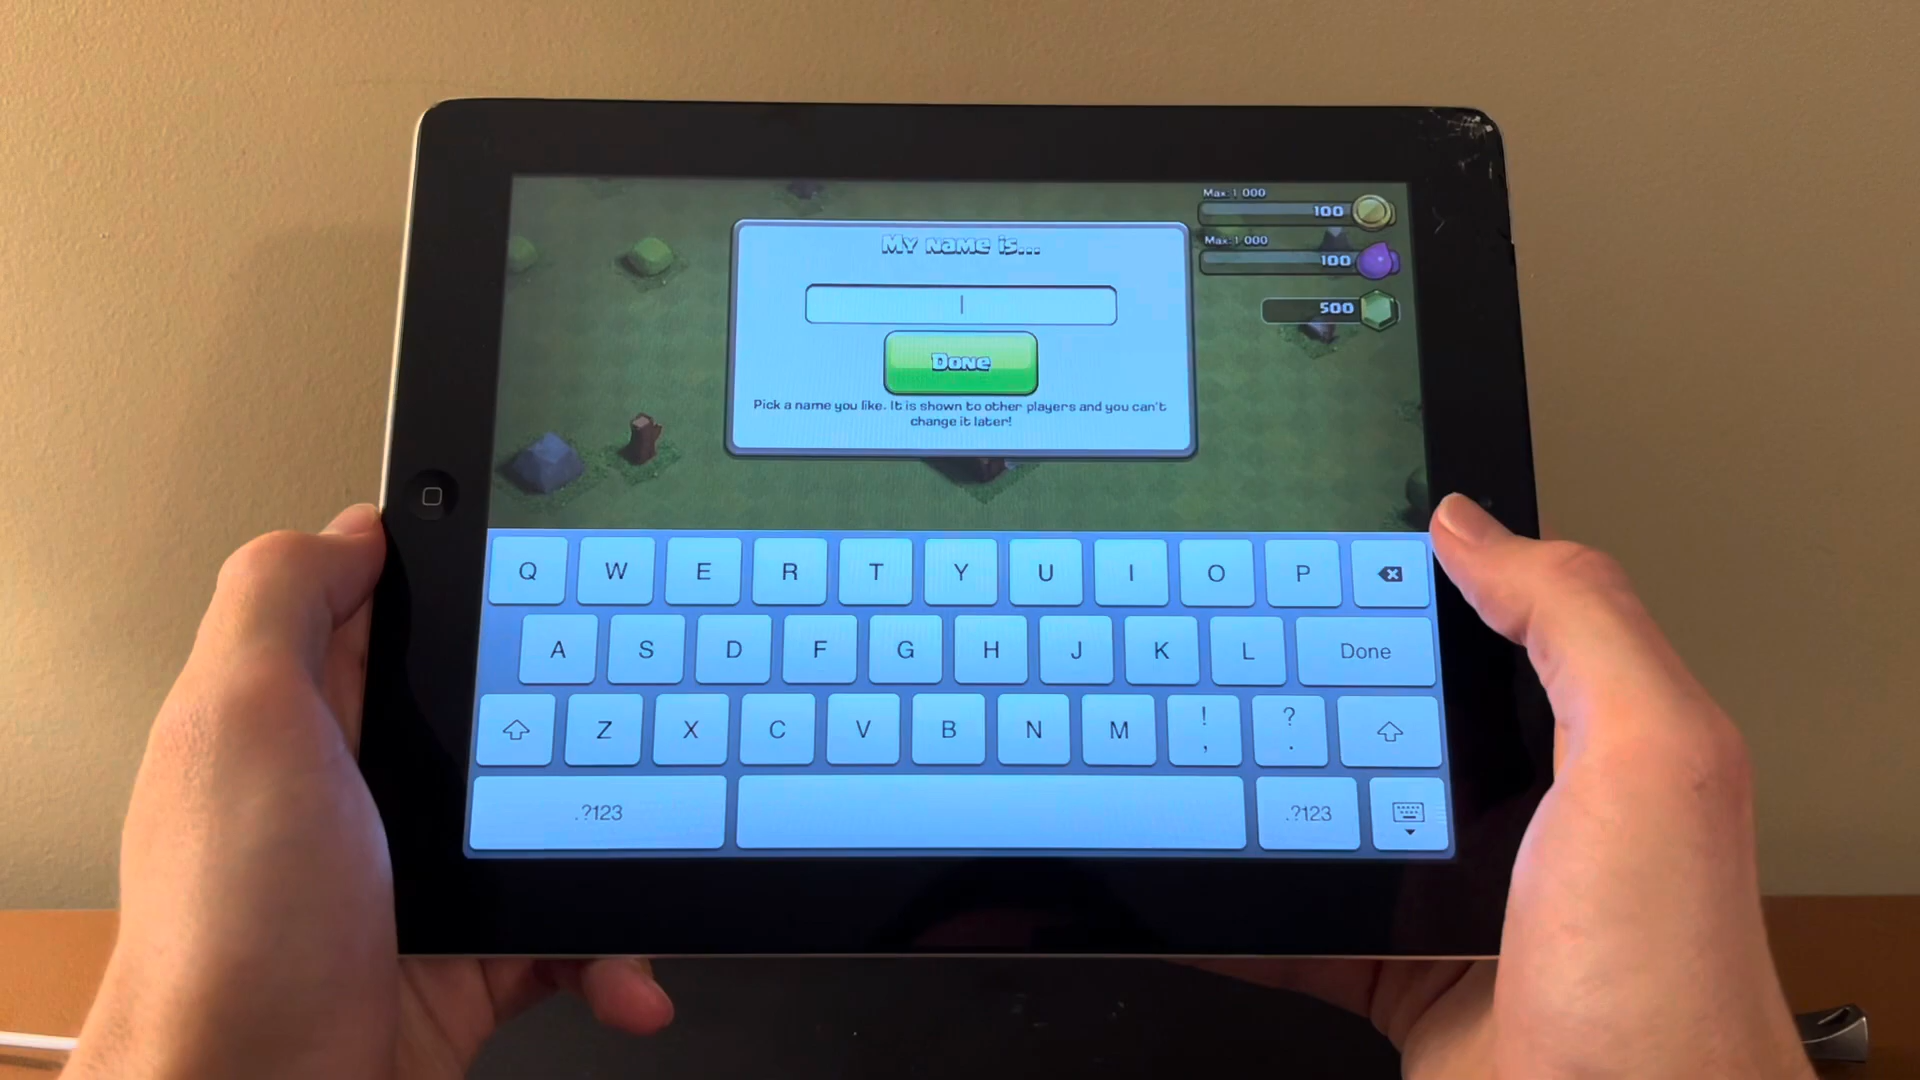 Max: 1 000
100
My name is...
Max: 1 000
100
500
Done
Pick a name you like. It is shown to other players and you can't
change it later!
Q W E R T Y U I O P
A S D F G H J K L Done
Z X C V B N M ! , ? .
.?123 .?123